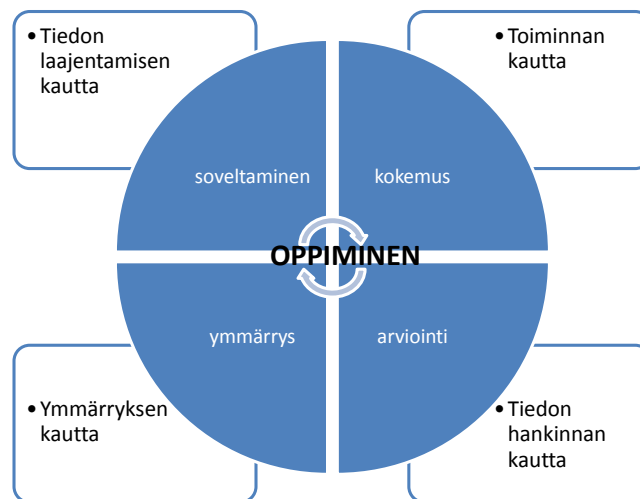 • Tiedon
laajentamisen
kautta
• Toiminnan
kautta
soveltaminen
kokemus
OPPIMINEN
ymmärrys
arviointi
• Ymmärryksen
kautta
• Tiedon
hankinnan
kautta